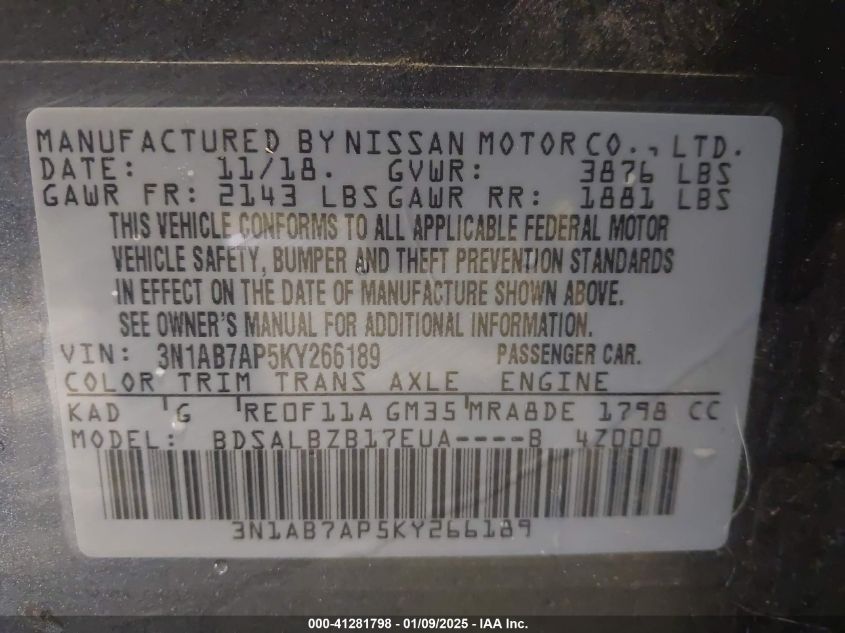 MANUFACTURED BY NISSAN MOTOR CO., LTD.
DATE: 11/18. GVWR: 3876 LBS
GAWR FR: 2143 LBS GAWR RR: 1881 LBS
THIS VEHICLE CONFORMS TO ALL APPLICABLE FEDERAL MOTOR
VEHICLE SAFETY, BUMPER AND THEFT PREVENTION STANDARDS
IN EFFECT ON THE DATE OF MANUFACTURE SHOWN ABOVE.
SEE OWNER'S MANUAL FOR ADDITIONAL INFORMATION.
VIN: 3N1AB7AP5KY266189 PASSENGER CAR.
COLOR TRIM TRANS AXLE ENGINE
KAD G RE0F11A GM35 MRA8DE 1798 CC
MODEL: BDSALBZB17EUA----B 4Z000
3N1AB7AP5KY266189
000-41281798 - 01/09/2025 - IAA Inc.